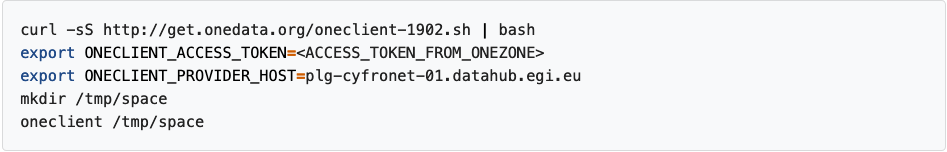 curl -sS http://get.onedata.org/oneclient-1902.sh | bash
export ONECLIENT_ACCESS_TOKEN=<ACCESS_TOKEN_FROM_ONEZONE>
export ONECLIENT_PROVIDER_HOST=plg-cyfronet-01.datahub.egi.eu
mkdir /tmp/space
oneclient /tmp/space